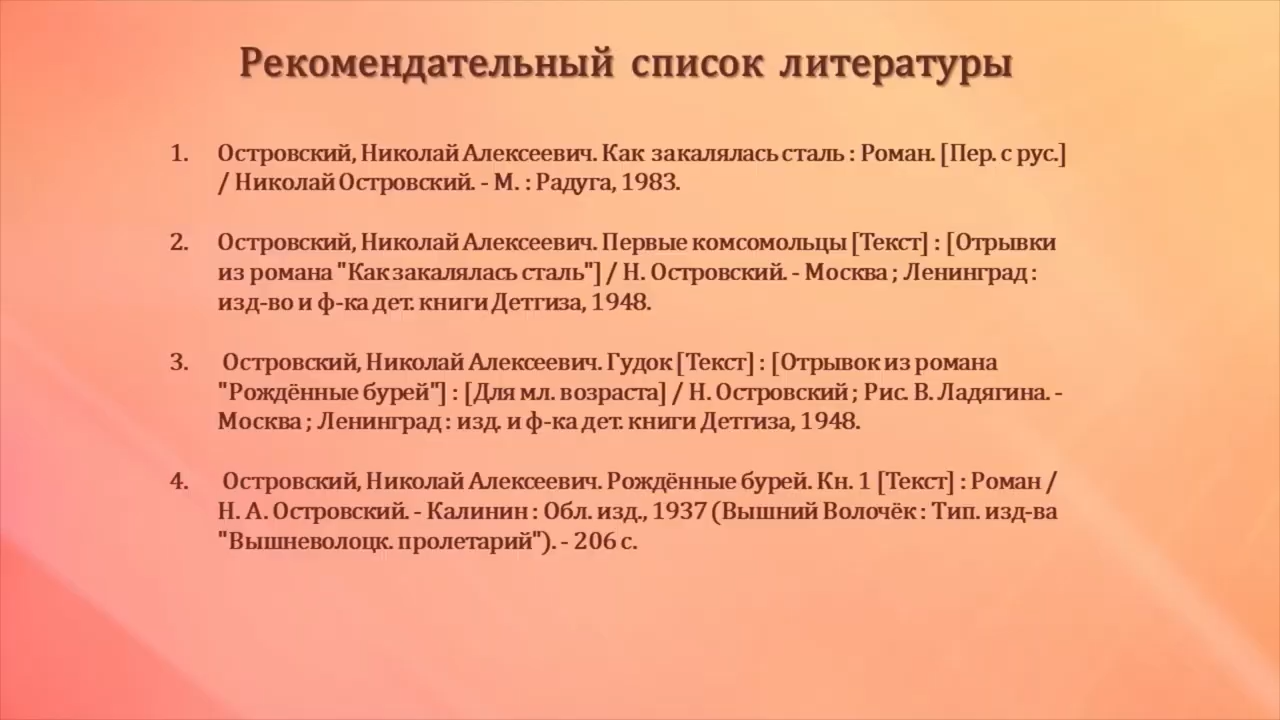 Рекомендательный список литературы
1. Островский, Николай Алексеевич. Как закалялась сталь : Роман. [Пер. с рус.]
/ Николай Островский. - М. : Радуга, 1983.
2. Островский, Николай Алексеевич. Первые комсомольцы [Текст] : [Отрывки
из романа "Как закалялась сталь"] / Н. Островский. - Москва ; Ленинград :
изд-во и ф-ка дет. книги Детгиза, 1948.
3. Островский, Николай Алексеевич. Гудок [Текст] : [Отрывок из романа
"Рождённые бурей"] : [Для мл. возраста] / Н. Островский ; Рис. В. Ладягина. -
Москва ; Ленинград : изд. и ф-ка дет. книги Детгиза, 1948.
4. Островский, Николай Алексеевич. Рождённые бурей. Кн. 1 [Текст] : Роман /
Н. А. Островский. - Калинин : Обл. изд., 1937 (Вышний Волочёк : Тип. изд-ва
"Вышневолоцк. пролетарий"). - 206 с.